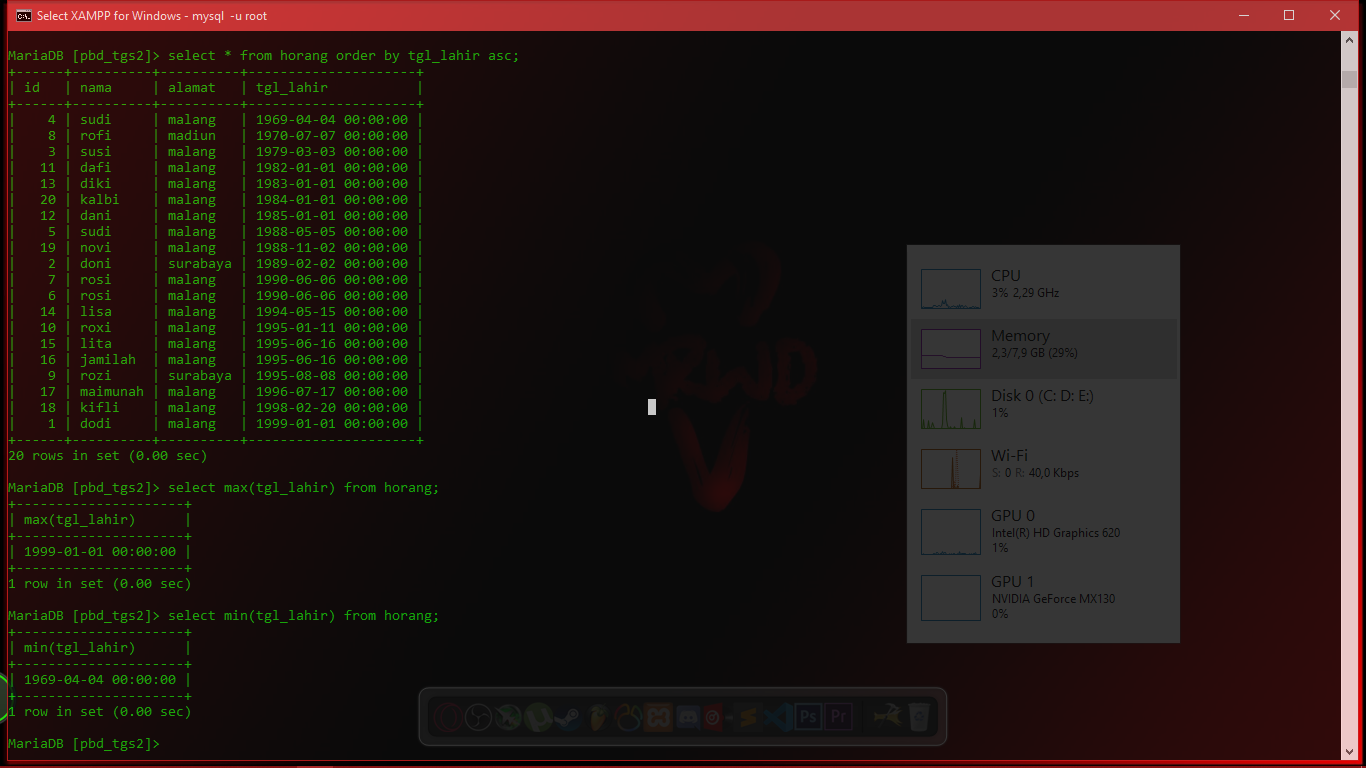 Select XAMPP for Windows - mysql  -u root
MariaDB [pbd_tgs2]> select * from horang order by tgl_lahir asc;
+------+----------+----------+---------------------+
| id   | nama     | alamat   | tgl_lahir           |
+------+----------+----------+---------------------+
|    4 | sudi     | malang   | 1969-04-04 00:00:00 |
|    8 | rofi     | madiun   | 1970-07-07 00:00:00 |
|    3 | susi     | malang   | 1979-03-03 00:00:00 |
|   11 | dafi     | malang   | 1982-01-01 00:00:00 |
|   13 | diki     | malang   | 1983-01-01 00:00:00 |
|   20 | kalbi    | malang   | 1984-01-01 00:00:00 |
|   12 | dani     | malang   | 1985-01-01 00:00:00 |
|    5 | sudi     | malang   | 1988-05-05 00:00:00 |
|   19 | novi     | malang   | 1988-11-02 00:00:00 |
|    2 | doni     | surabaya | 1989-02-02 00:00:00 |
|    7 | rosi     | malang   | 1990-06-06 00:00:00 |
|    6 | rosi     | malang   | 1990-06-06 00:00:00 |
|   14 | lisa     | malang   | 1994-05-15 00:00:00 |
|   10 | roxi     | malang   | 1995-01-11 00:00:00 |
|   15 | lita     | malang   | 1995-06-16 00:00:00 |
|   16 | jamilah  | malang   | 1995-06-16 00:00:00 |
|    9 | rozi     | surabaya | 1995-08-08 00:00:00 |
|   17 | maimunah | malang   | 1996-07-17 00:00:00 |
|   18 | kifli    | malang   | 1998-02-20 00:00:00 |
|    1 | dodi     | malang   | 1999-01-01 00:00:00 |
+------+----------+----------+---------------------+
20 rows in set (0.00 sec)
MariaDB [pbd_tgs2]> select max(tgl_lahir) from horang;
+---------------------+
| max(tgl_lahir)      |
+---------------------+
| 1999-01-01 00:00:00 |
+---------------------+
1 row in set (0.00 sec)
MariaDB [pbd_tgs2]> select min(tgl_lahir) from horang;
+---------------------+
| min(tgl_lahir)      |
+---------------------+
| 1969-04-04 00:00:00 |
+---------------------+
1 row in set (0.00 sec)
MariaDB [pbd_tgs2]>
CPU
3% 2,29 GHz
Memory
2,3/7,9 GB (29%)
Disk 0 (C: D: E:)
1%
Wi-Fi
S: 0 R: 40,0 Kbps
GPU 0
Intel(R) HD Graphics 620
1%
GPU 1
NVIDIA GeForce MX130
0%
RWD
V
Ps
Pr